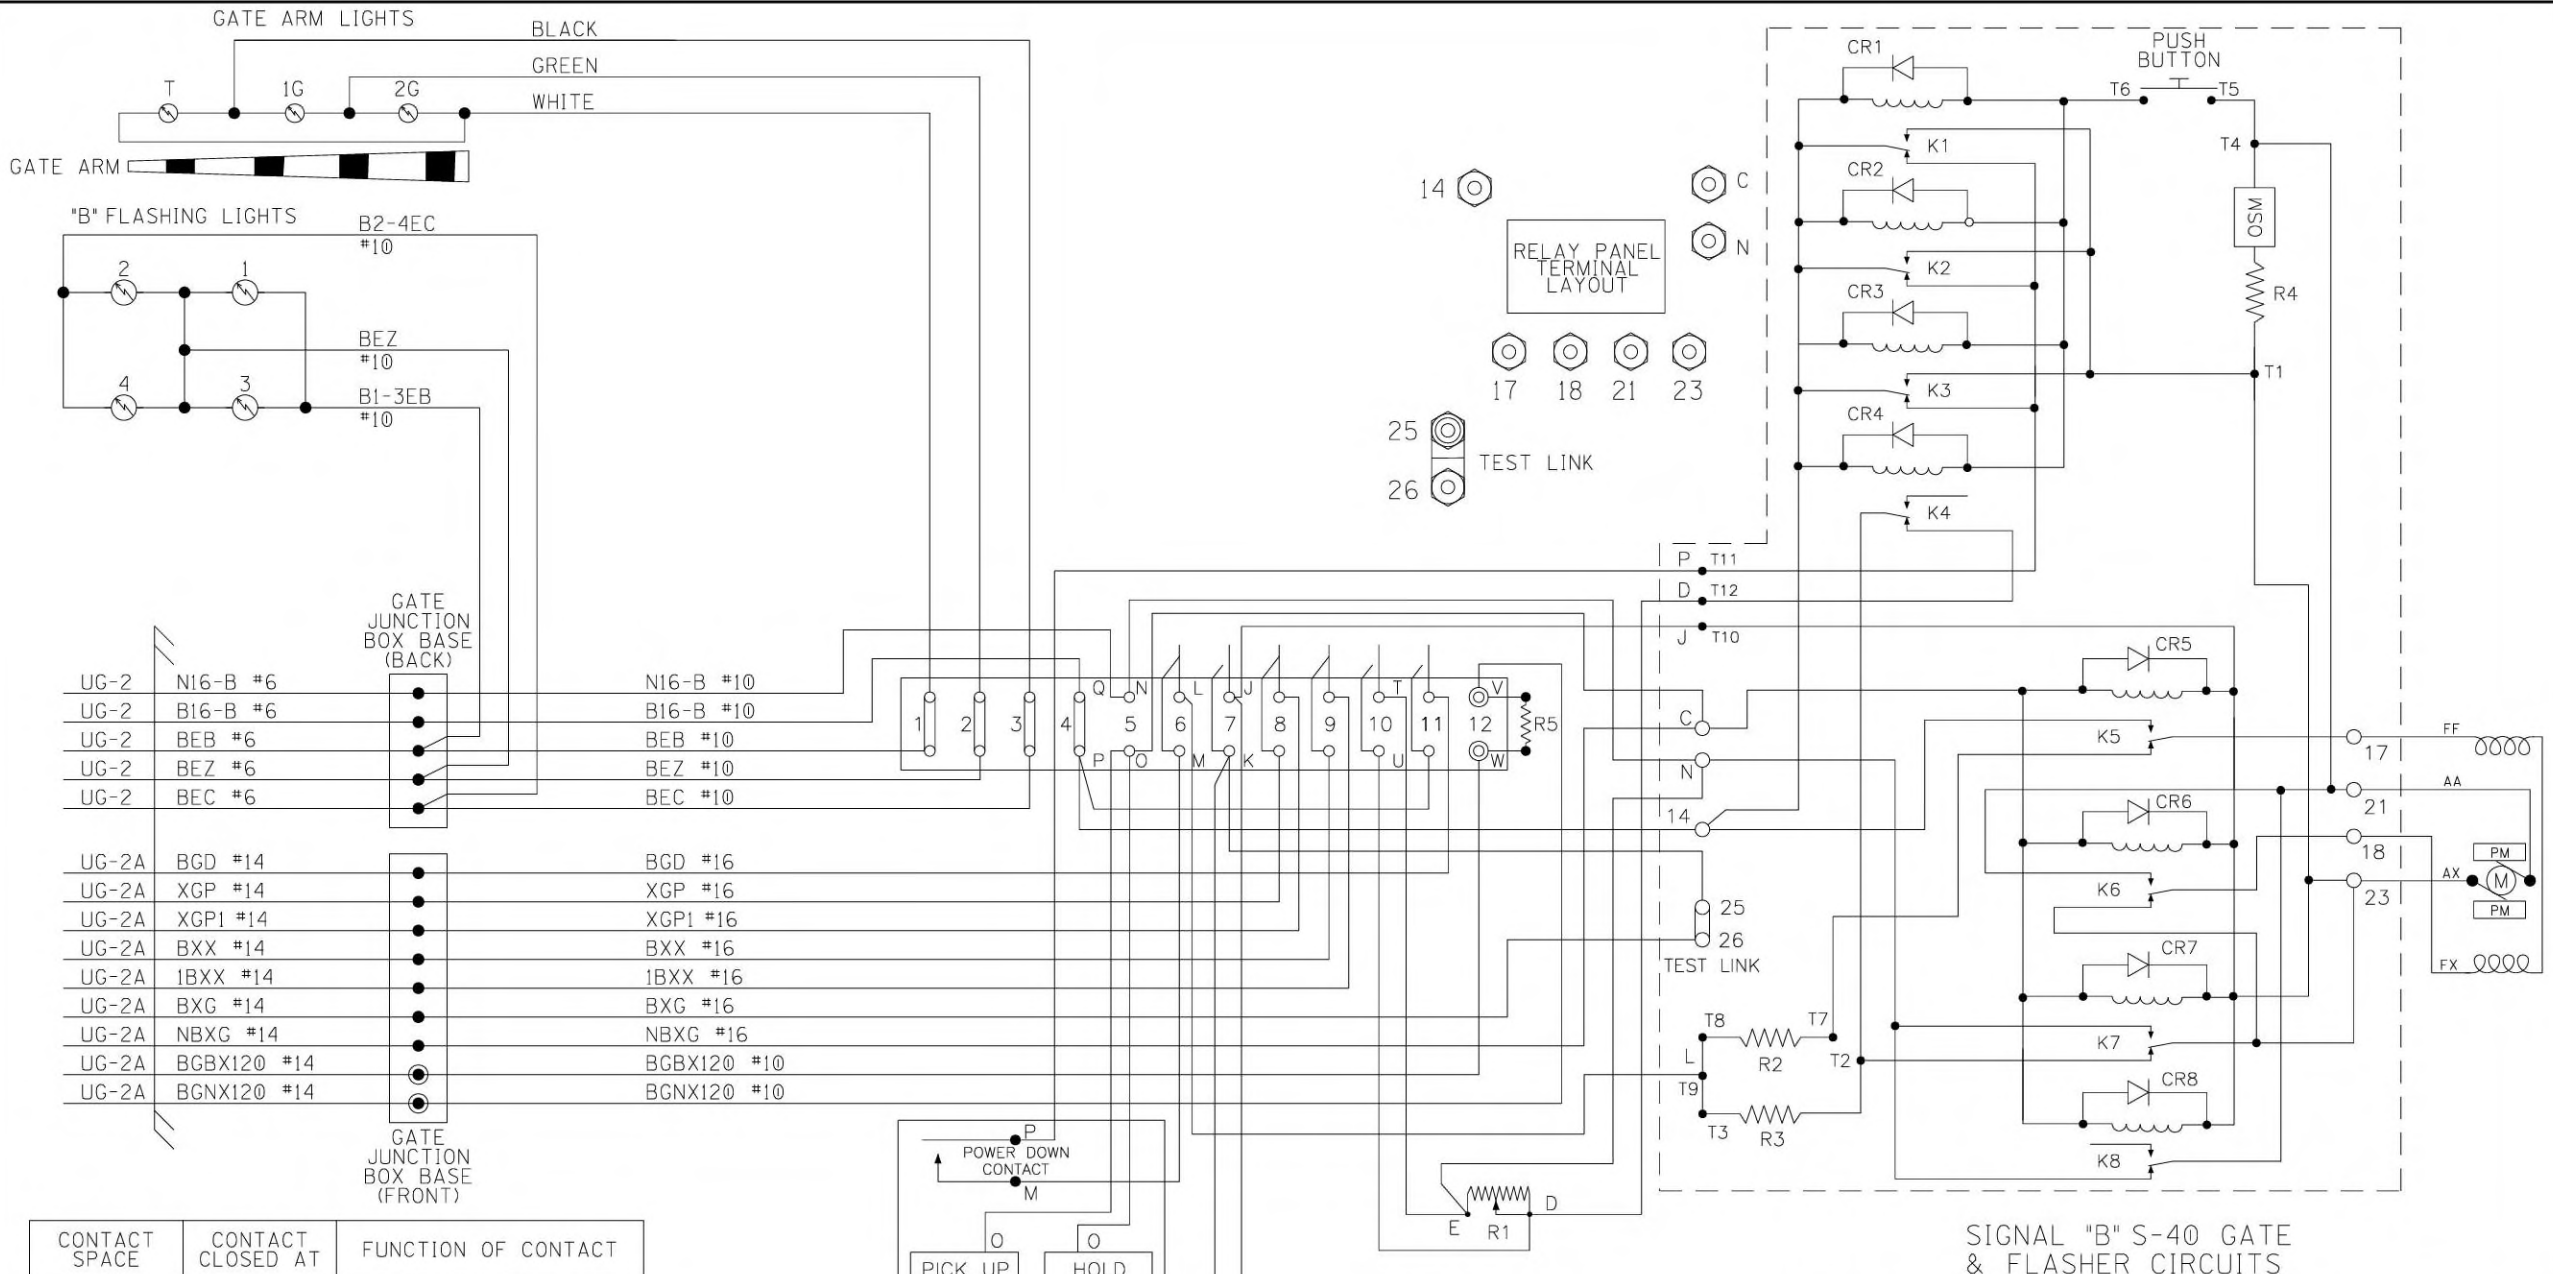 GATE ARM LIGHTS
BLACK
GREEN
WHITE
T
1G
2G
GATE ARM
"B" FLASHING LIGHTS
B2-4EC
#10
2
1
BEZ
#10
4
3
B1-3EB
#10
GATE
JUNCTION
BOX BASE
(BACK)
UG-2 N16-B #6 N16-B #10
UG-2 B16-B #6 B16-B #10
UG-2 BEB #6 BEB #10
UG-2 BEZ #6 BEZ #10
UG-2 BEC #6 BEC #10
UG-2A BGD #14 BGD #16
UG-2A XGP #14 XGP #16
UG-2A XGP1 #14 XGP1 #16
UG-2A BXX #14 BXX #16
UG-2A 1BXX #14 1BXX #16
UG-2A BXG #14 BXG #16
UG-2A NBXG #14 NBXG #16
UG-2A BGBX120 #14 BGBX120 #10
UG-2A BGNX120 #14 BGNX120 #10
GATE
JUNCTION
BOX BASE
(FRONT)
CONTACT
SPACE
CONTACT
CLOSED AT
FUNCTION OF CONTACT
Q N L J T V
1 2 3 4 5 6 7 8 9 10 11 12 R5
P O M K U W
P
POWER DOWN
CONTACT
M
O
PICK UP
O
HOLD
E R1 D
14
C
N
RELAY PANEL
TERMINAL
LAYOUT
17 18 21 23
25
TEST LINK
26
PUSH
BUTTON
CR1
T6 T5
K1
T4
CR2
OSM
K2
CR3
R4
K3
T1
CR4
K4
P T11
D T12
J T10
CR5
C
K5
17
FF
N
21
AA
CR6
14
18
PM
K6
AX
M
23
PM
25
26
TEST LINK
CR7
FX
T8 T7
L R2 T2
K7
T9
CR8
T3 R3
K8
SIGNAL "B" S-40 GATE
& FLASHER CIRCUITS